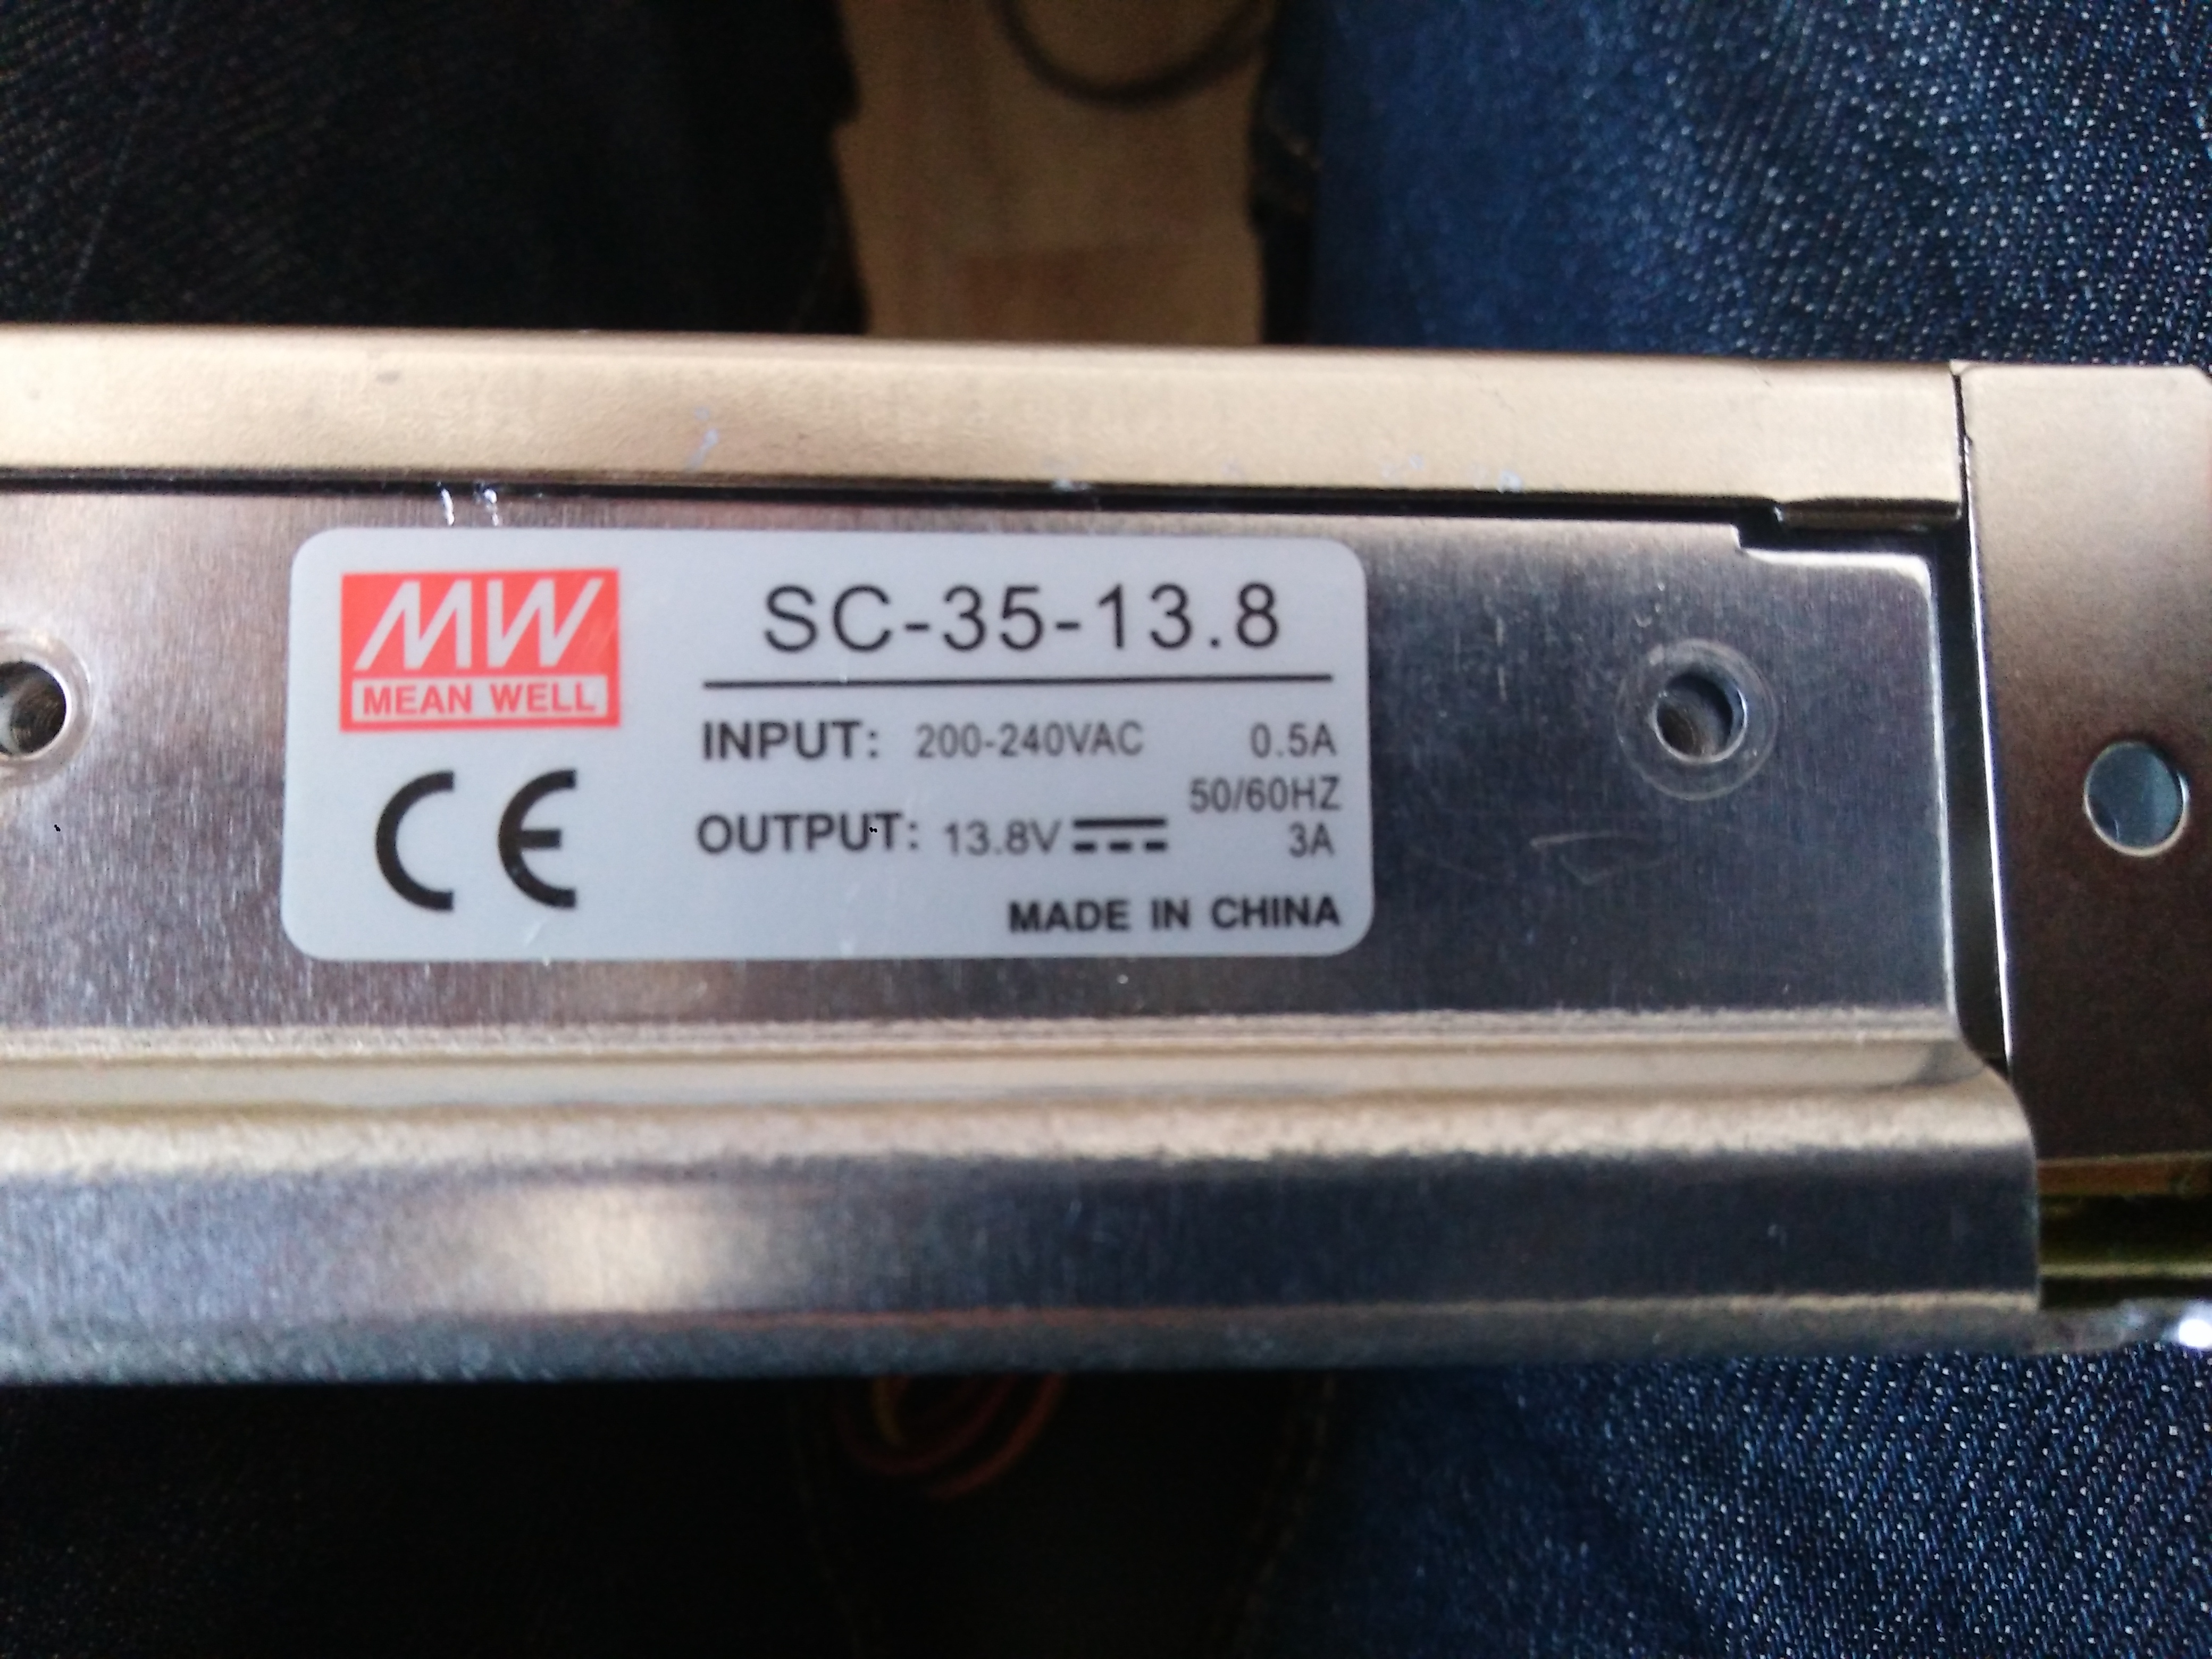 MW
MEAN WELL
CE
SC-35-13.8
INPUT: 200-240VAC 0.5A
50/60HZ
OUTPUT: 13.8V 3A
MADE IN CHINA